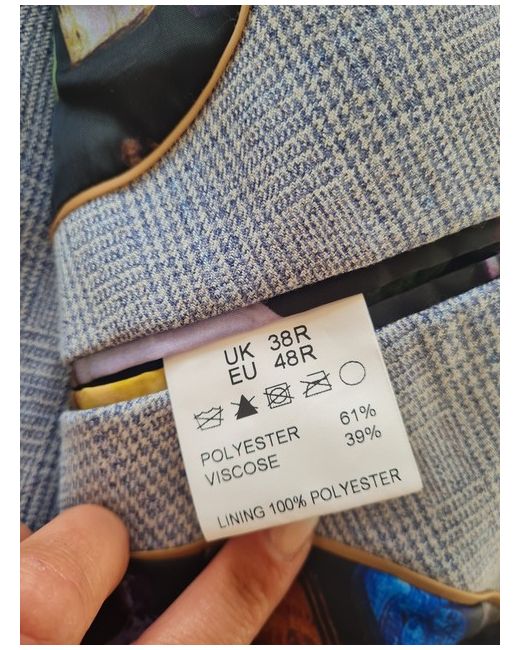 UK 38R
EU 48R
POLYESTER 61%
VISCOSE 39%
LINING 100% POLYESTER